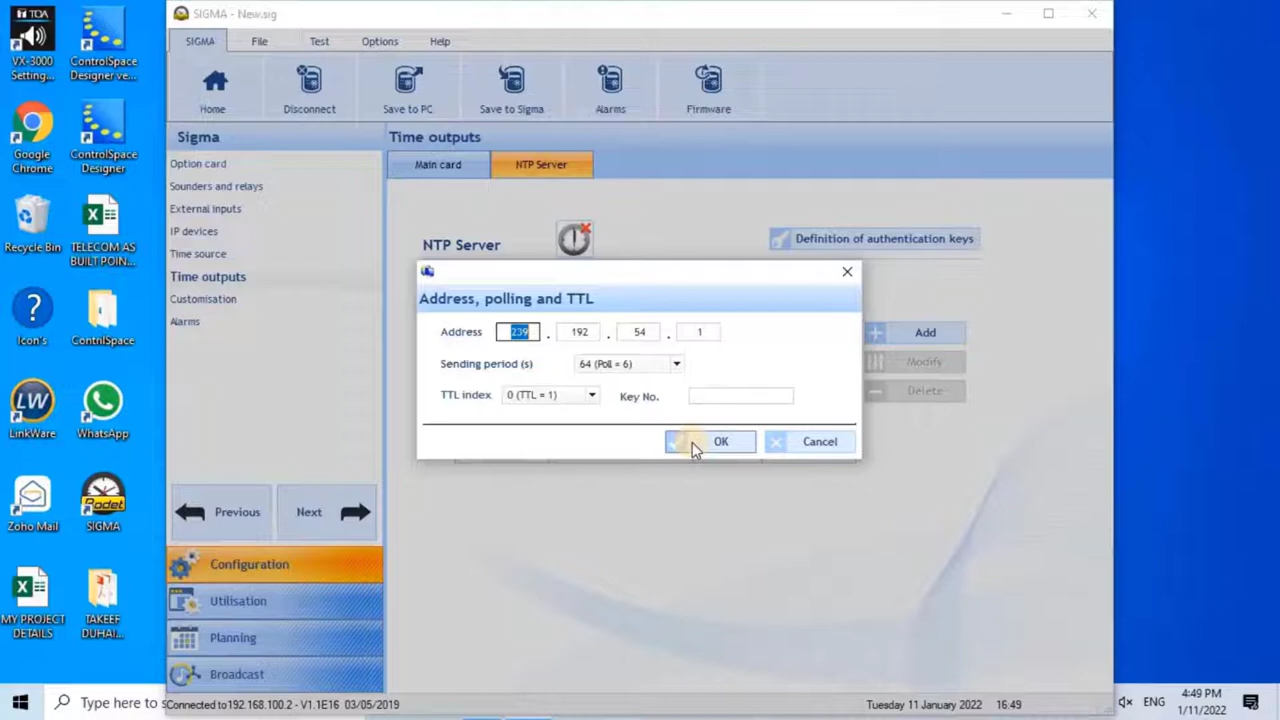 TOA
VX-3000
Setting...
ControlSpace
Designer ve...
Google
Chrome
ControlSpace
Designer
Recycle Bin
TELECOM AS
BUILT POIN...
Icon's
ContrlSpace
LW
LinkWare
WhatsApp
Zoho Mail
Bodet
SIGMA
MY PROJECT
DETAILS
TAKEEF
DUHAI...
SIGMA - New.sig
SIGMA File Test Options Help
Home Disconnect Save to PC Save to Sigma Alarms Firmware
Sigma
Option card
Sounders and relays
External inputs
IP devices
Time source
Time outputs
Customisation
Alarms
Previous Next
Configuration
Utilisation
Planning
Broadcast
Time outputs
Main card NTP Server
NTP Server
Definition of authentication keys
Add
Modify
Delete
Address, polling and TTL
Address 239 . 192 . 54 . 1
Sending period (s) 64 (Poll = 6)
TTL index 0 (TTL = 1) Key No.
OK Cancel
Connected to192.168.100.2 - V1.1E16 03/05/2019
Tuesday 11 January 2022 16:49
Type here to s
ENG
4:49 PM
1/11/2022